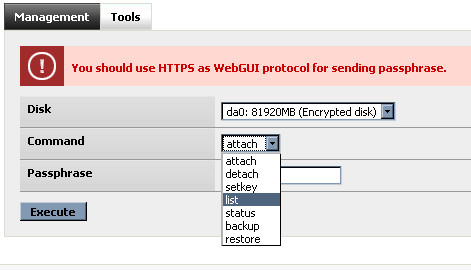 Management Tools
You should use HTTPS as WebGUI protocol for sending passphrase.
Disk da0: 81920MB (Encrypted disk)
Command attach
attach
detach
Passphrase
setkey
list
status
Execute
backup
restore